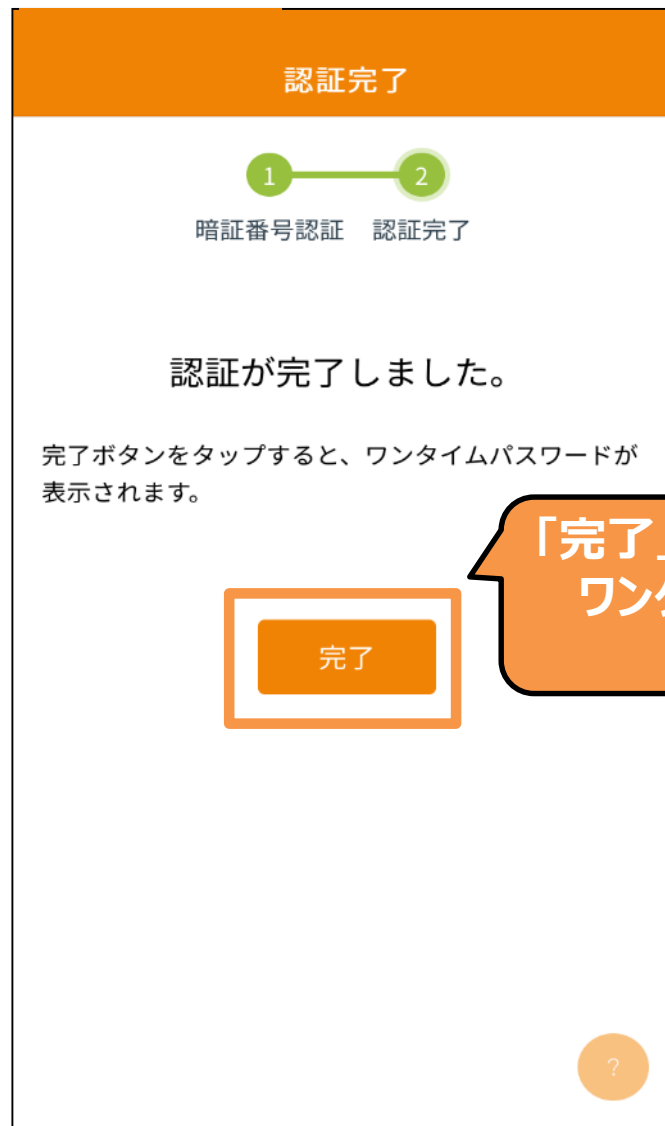 認証完了
1 2
暗証番号認証 認証完了
認証が完了しました。
完了ボタンをタップすると、ワンタイムパスワードが
表示されます。
「完了」
ワン
完了
?